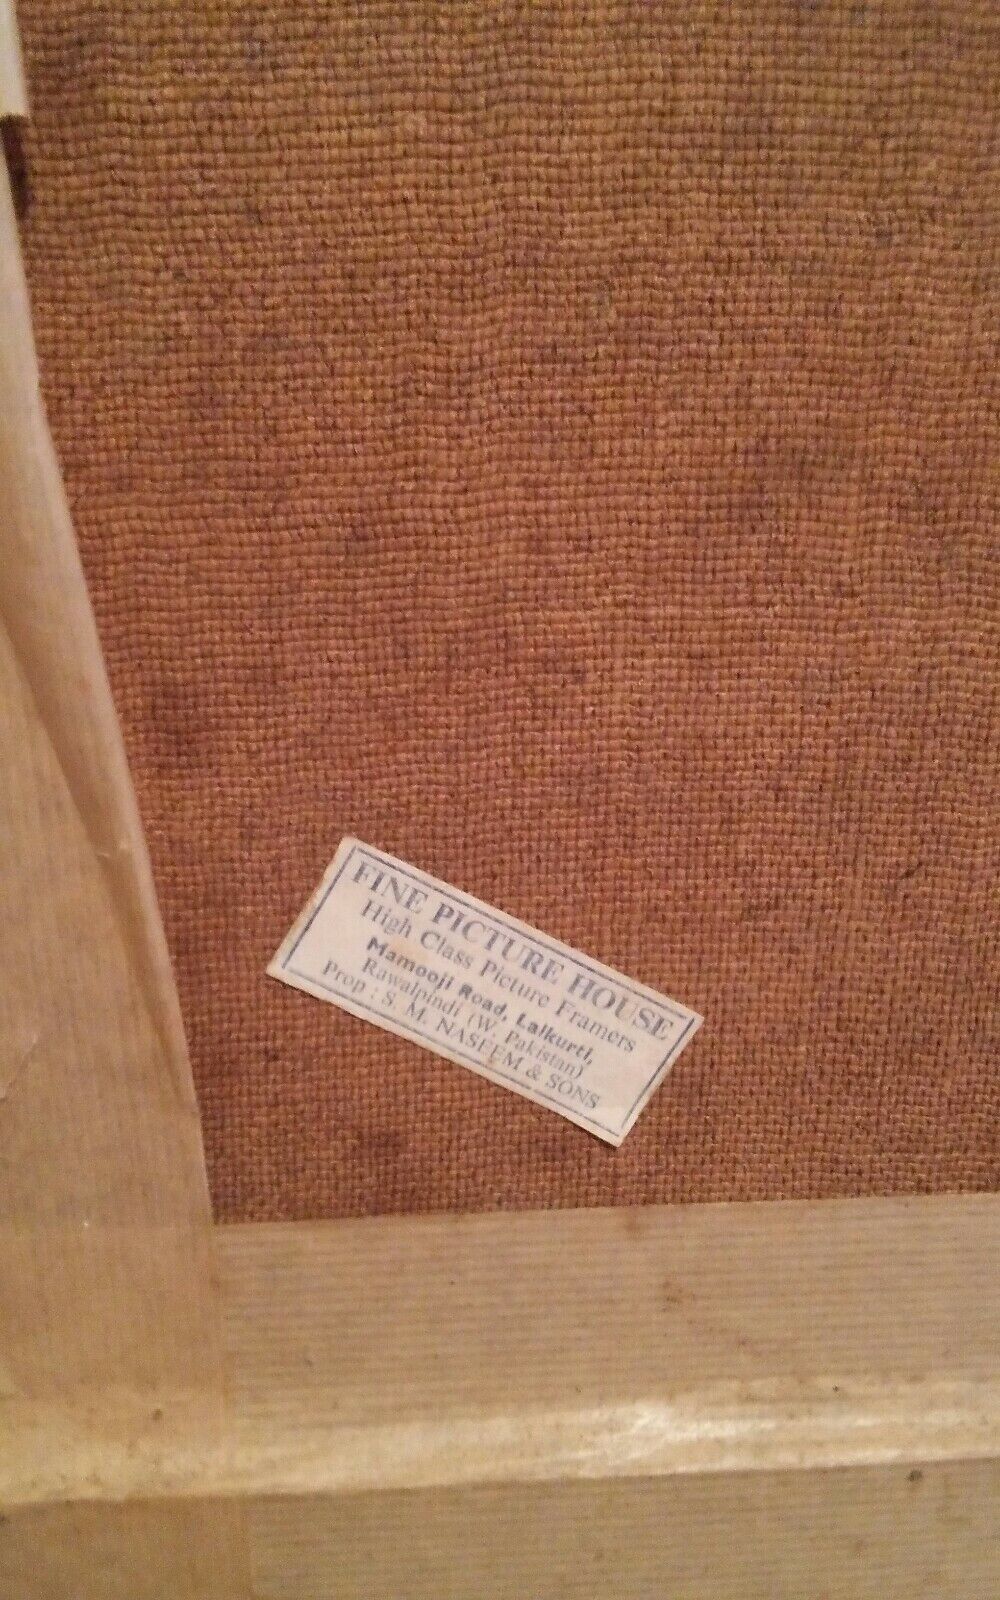 FINE PICTURE HOUSE
High Class Picture Framers
Mamooji Road, Lalkurti,
Rawalpindi (W. Pakistan)
Prop : S. M. NASEEM & SONS